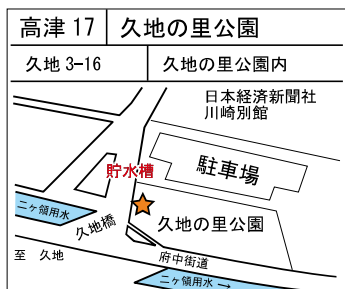 高津 17
久地の里公園
久地 3-16
久地の里公園内
日本経済新聞社
川崎別館
駐車場
貯水槽
二ヶ領用水
久地橋
久地の里公園
至 久地
府中街道
二ヶ領用水→